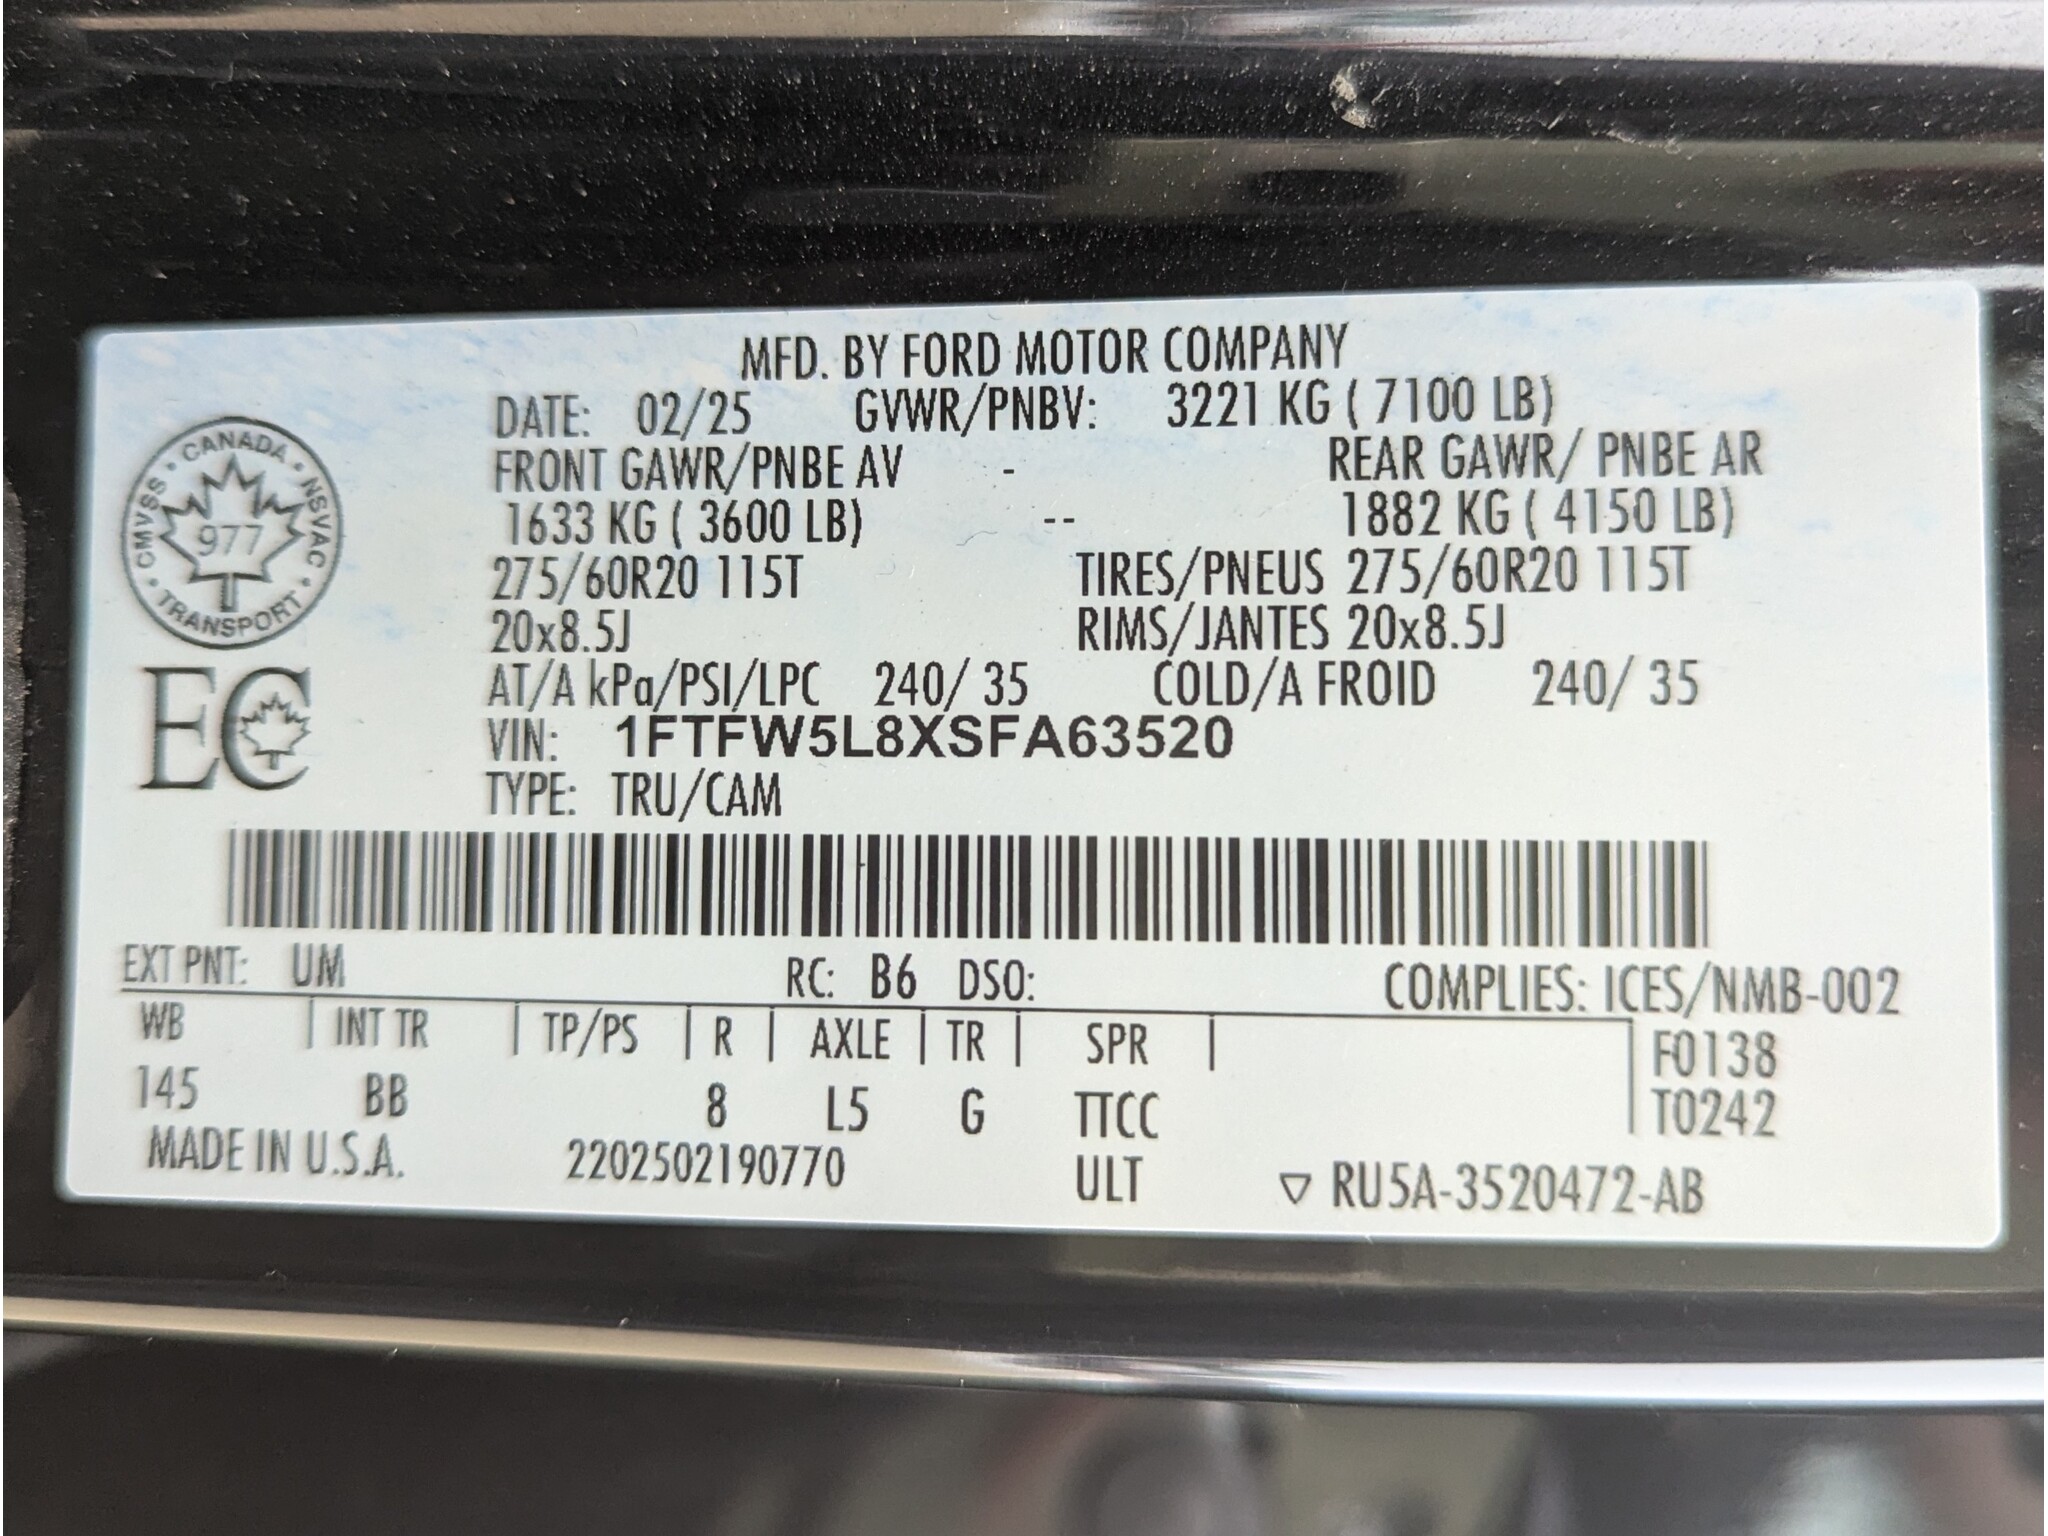 MFD. BY FORD MOTOR COMPANY
DATE: 02/25 GVWR/PNBV: 3221 KG ( 7100 LB)
FRONT GAWR/PNBE AV - REAR GAWR/ PNBE AR
1633 KG ( 3600 LB) -- 1882 KG ( 4150 LB)
275/60R20 115T TIRES/PNEUS 275/60R20 115T
20x8.5J RIMS/JANTES 20x8.5J
AT/A kPa/PSI/LPC 240/ 35 COLD/A FROID 240/ 35
VIN: 1FTFW5L8XSFA63520
TYPE: TRU/CAM
CANADA • NSVAC • TRANSPORT • CMVSS •
977
EC
EXT PNT: UM RC: B6 DSO: COMPLIES: ICES/NMB-002
WB | INT TR | TP/PS | R | AXLE | TR | SPR | F0138
145 BB 8 L5 G TTCC T0242
MADE IN U.S.A. 2202502190770 ULT ▽ RU5A-3520472-AB